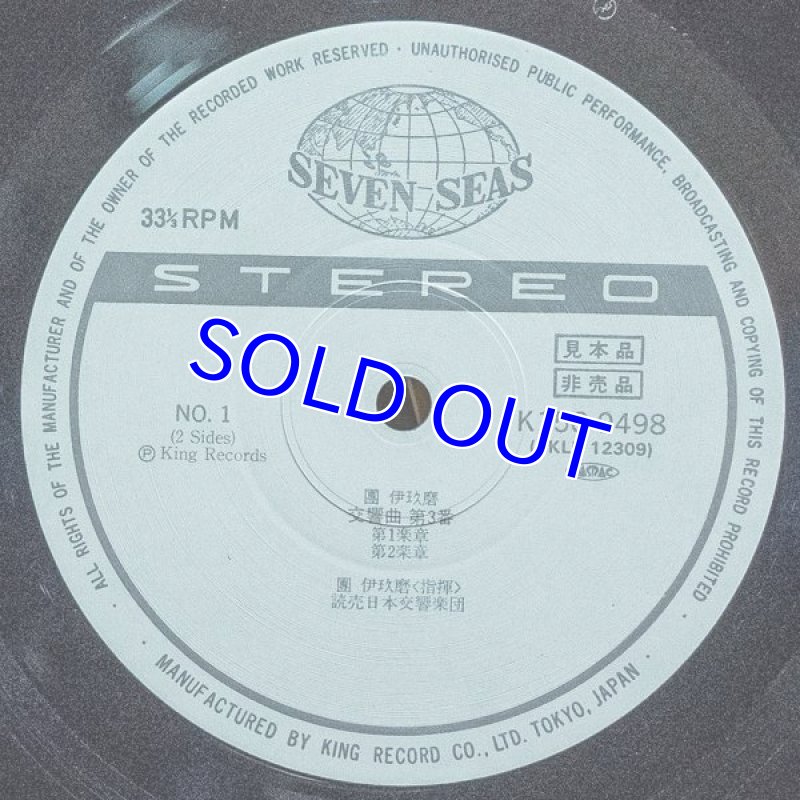 · ALL RIGHTS OF THE MANUFACTURER AND OF THE OWNER OF THE RECORDED WORK RESERVED · UNAUTHORISED PUBLIC PERFORMANCE, BROADCASTING AND COPYING OF THIS RECORD PROHIBITED ·
SEVEN SEAS
33⅓ RPM
STEREO
見本品
非売品
SOLD OUT
NO. 1
(2 Sides)
Ⓟ King Records
9498
12309)
團 伊玖磨
交響曲 第3番
第1楽章
第2楽章
團 伊玖磨〈指揮〉
読売日本交響楽団
· MANUFACTURED BY KING RECORD CO., LTD. TOKYO, JAPAN ·